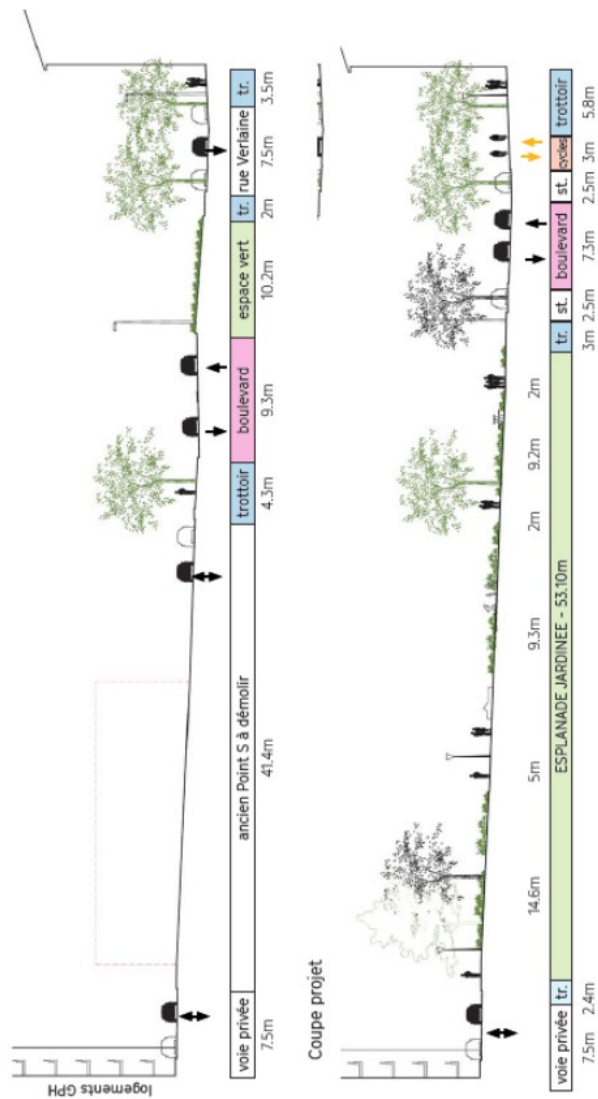 logements GPH
voie privée
ancien Point S à démolir
trottoir
boulevard
espace vert
tr.
rue Verlaine
tr.
7.5m
41.4m
4.3m
9.3m
10.2m
2m
7.5m
3.5m
Coupe projet
14.6m
5m
9.3m
2m
9.2m
2m
voie privée
tr.
ESPLANADE JARDINEE - 53.10m
tr.
st.
boulevard
st.
cycles
trottoir
7.5m
2.4m
3m
2.5m
7.3m
2.5m
3m
5.8m